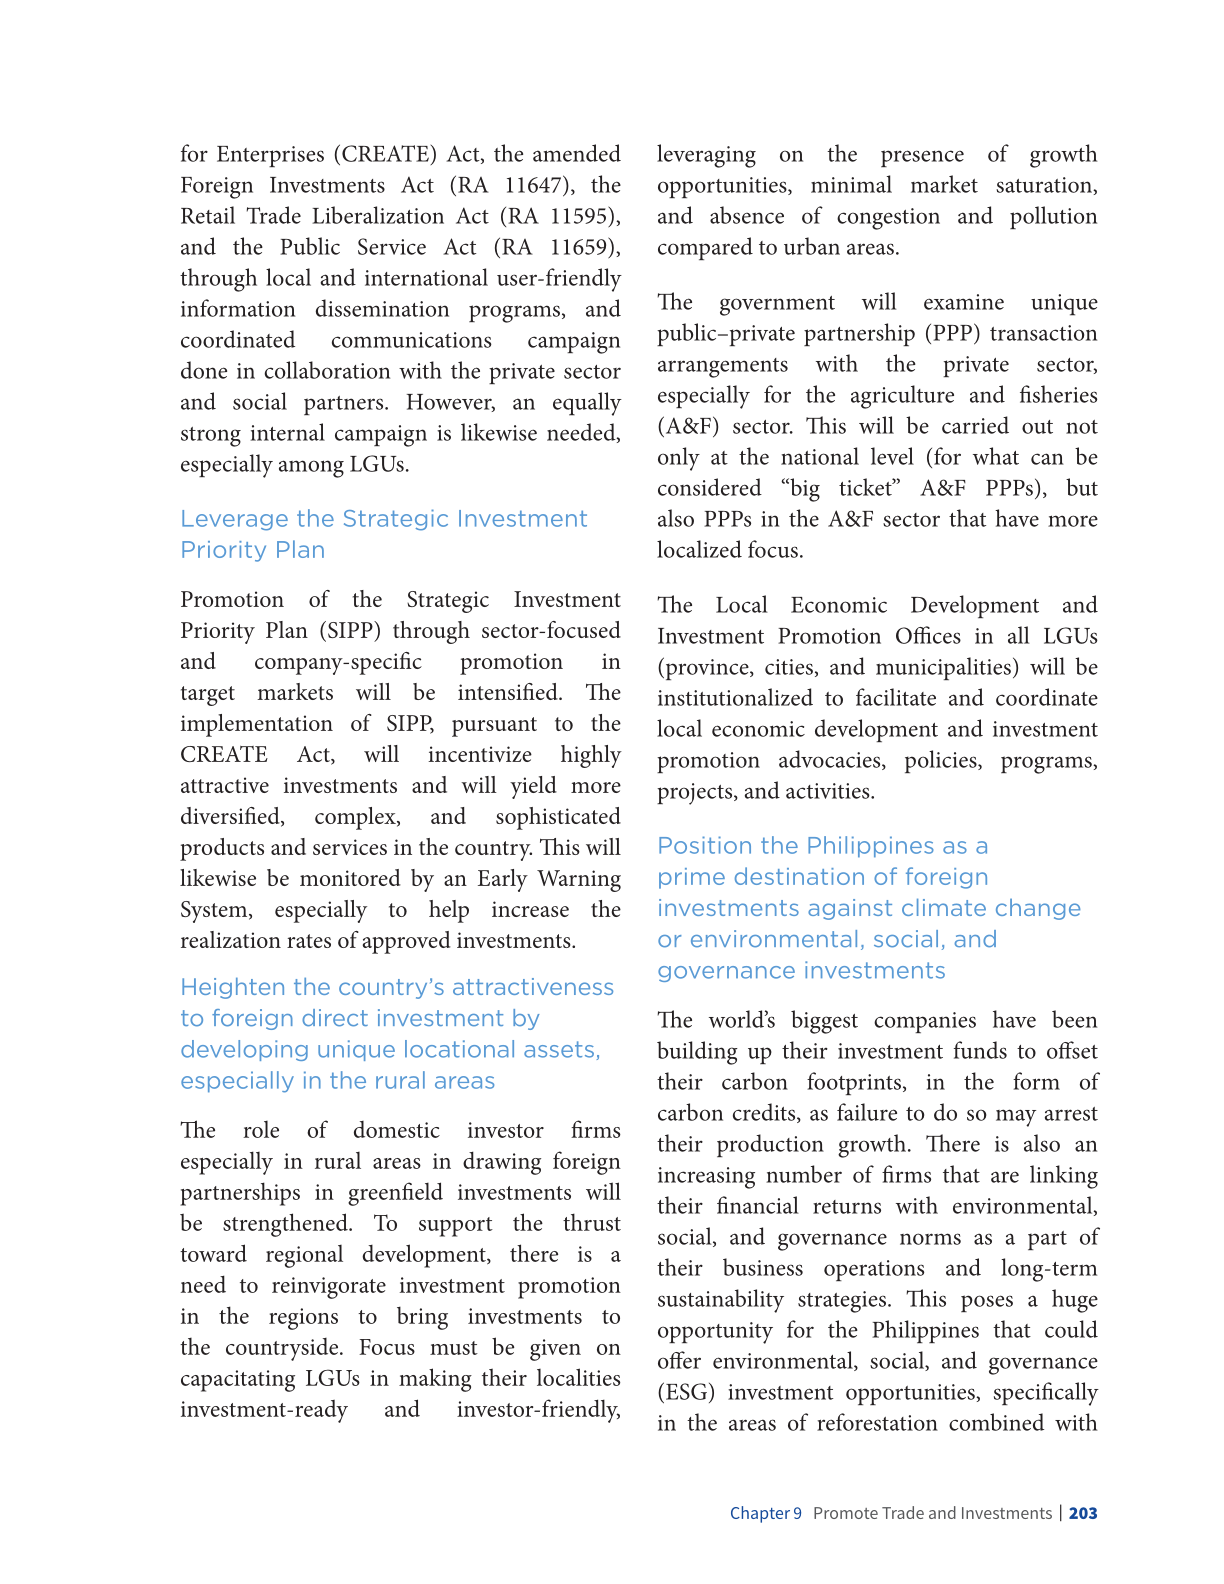 for Enterprises (CREATE) Act, the amended
Foreign Investments Act (RA 11647), the
Retail Trade Liberalization Act (RA 11595),
and the Public Service Act (RA 11659),
through local and international user-friendly
information dissemination programs, and
coordinated communications campaign
done in collaboration with the private sector
and social partners. However, an equally
strong internal campaign is likewise needed,
especially among LGUs.
Leverage the Strategic Investment
Priority Plan
Promotion of the Strategic Investment
Priority Plan (SIPP) through sector-focused
and company-specific promotion in
target markets will be intensified. The
implementation of SIPP, pursuant to the
CREATE Act, will incentivize highly
attractive investments and will yield more
diversified, complex, and sophisticated
products and services in the country. This will
likewise be monitored by an Early Warning
System, especially to help increase the
realization rates of approved investments.
Heighten the country’s attractiveness
to foreign direct investment by
developing unique locational assets,
especially in the rural areas
The role of domestic investor firms
especially in rural areas in drawing foreign
partnerships in greenfield investments will
be strengthened. To support the thrust
toward regional development, there is a
need to reinvigorate investment promotion
in the regions to bring investments to
the countryside. Focus must be given on
capacitating LGUs in making their localities
investment-ready and investor-friendly,
leveraging on the presence of growth
opportunities, minimal market saturation,
and absence of congestion and pollution
compared to urban areas.
The government will examine unique
public–private partnership (PPP) transaction
arrangements with the private sector,
especially for the agriculture and fisheries
(A&F) sector. This will be carried out not
only at the national level (for what can be
considered “big ticket” A&F PPPs), but
also PPPs in the A&F sector that have more
localized focus.
The Local Economic Development and
Investment Promotion Offices in all LGUs
(province, cities, and municipalities) will be
institutionalized to facilitate and coordinate
local economic development and investment
promotion advocacies, policies, programs,
projects, and activities.
Position the Philippines as a
prime destination of foreign
investments against climate change
or environmental, social, and
governance investments
The world’s biggest companies have been
building up their investment funds to offset
their carbon footprints, in the form of
carbon credits, as failure to do so may arrest
their production growth. There is also an
increasing number of firms that are linking
their financial returns with environmental,
social, and governance norms as a part of
their business operations and long-term
sustainability strategies. This poses a huge
opportunity for the Philippines that could
offer environmental, social, and governance
(ESG) investment opportunities, specifically
in the areas of reforestation combined with
Chapter 9 Promote Trade and Investments | 203